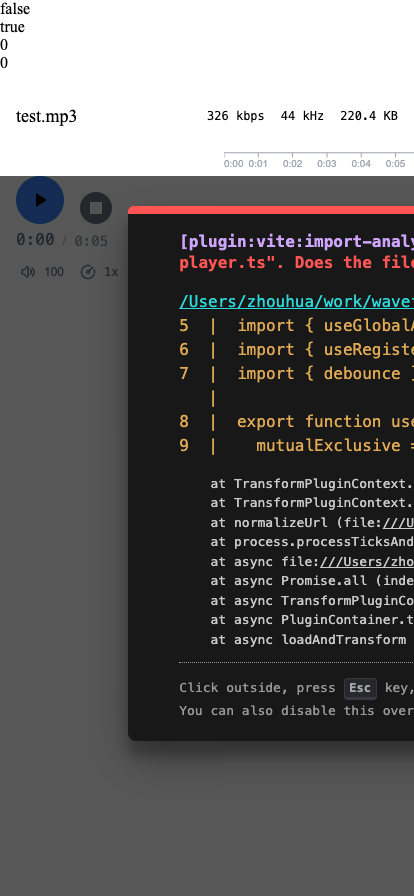 false
true
0
0
test.mp3 326 kbps 44 kHz 220.4 KB
0:00 0:01 0:02 0:03 0:04 0:05
0:00 / 0:05
100 1x
[plugin:vite:import-analy
player.ts". Does the file
/Users/zhouhua/work/wavef
5 | import { useGlobalA
6 | import { useRegiste
7 | import { debounce }
|
8 | export function use
9 | mutualExclusive =
at TransformPluginContext.
at TransformPluginContext.
at normalizeUrl (file:///U
at process.processTicksAnd
at async file:///Users/zho
at async Promise.all (inde
at async TransformPluginCo
at async PluginContainer.t
at async loadAndTransform
Click outside, press Esc key,
You can also disable this over